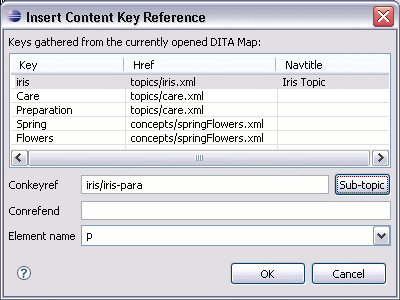 Insert Content Key Reference
Keys gathered from the currently opened DITA Map:
Key Href Navtitle
iris topics/iris.xml Iris Topic
Care topics/care.xml
Preparation topics/care.xml
Spring concepts/springFlowers.xml
Flowers concepts/springFlowers.xml
Conkeyref iris/iris-para Sub-topic
Conrefend
Element name p
? OK Cancel